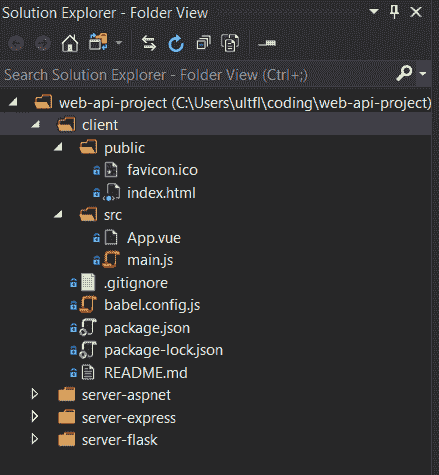 Solution Explorer - Folder View
Search Solution Explorer - Folder View (Ctrl+;)
web-api-project (C:\Users\ultfl\coding\web-api-project)
client
public
favicon.ico
index.html
src
App.vue
main.js
.gitignore
babel.config.js
package.json
package-lock.json
README.md
server-aspnet
server-express
server-flask